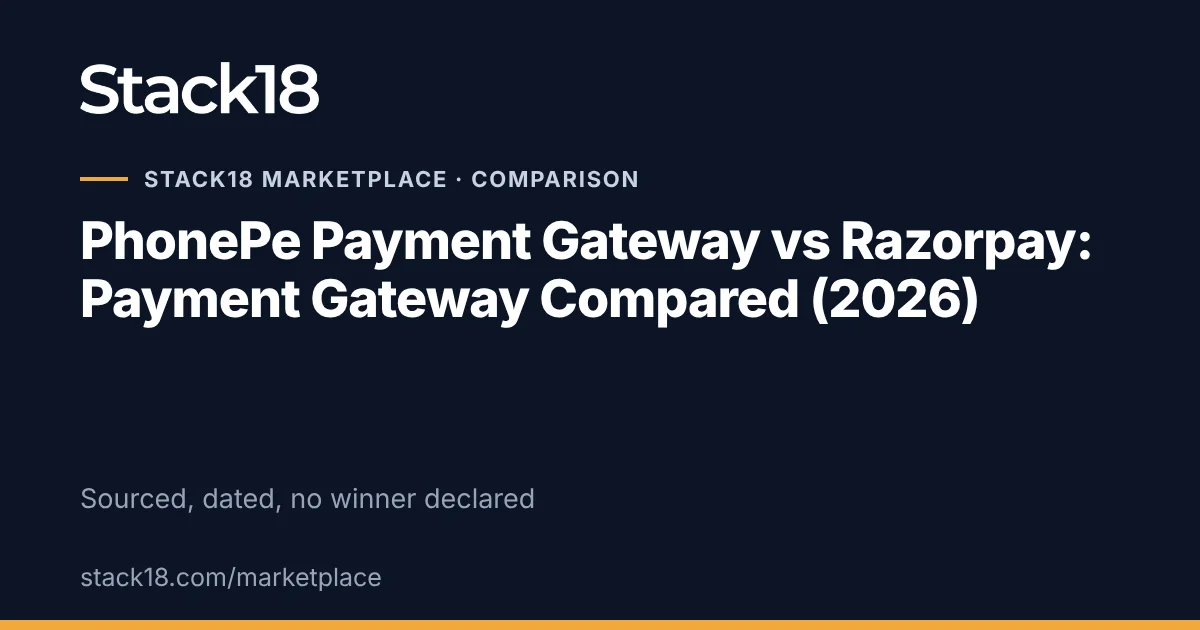 Stack18
STACK18 MARKETPLACE · COMPARISON
PhonePe Payment Gateway vs Razorpay:
Payment Gateway Compared (2026)
Sourced, dated, no winner declared
stack18.com/marketplace